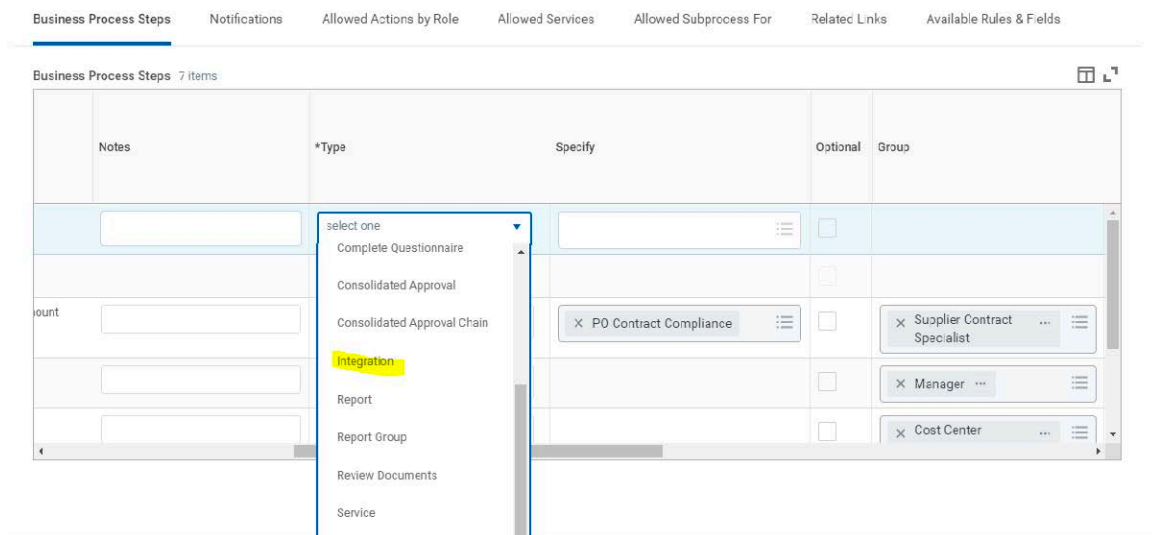 Business Process Steps Notifications Allowed Actions by Role Allowed Services Allowed Subprocess For Related Links Available Rules & Fields
Business Process Steps 7 items
Notes *Type Specify Optional Group
select one
Complete Questionnaire
Consolidated Approval
ount Consolidated Approval Chain × PO Contract Compliance × Supplier Contract ...
Specialist
Integration
× Manager ...
Report
× Cost Center ...
Report Group
Review Documents
Service